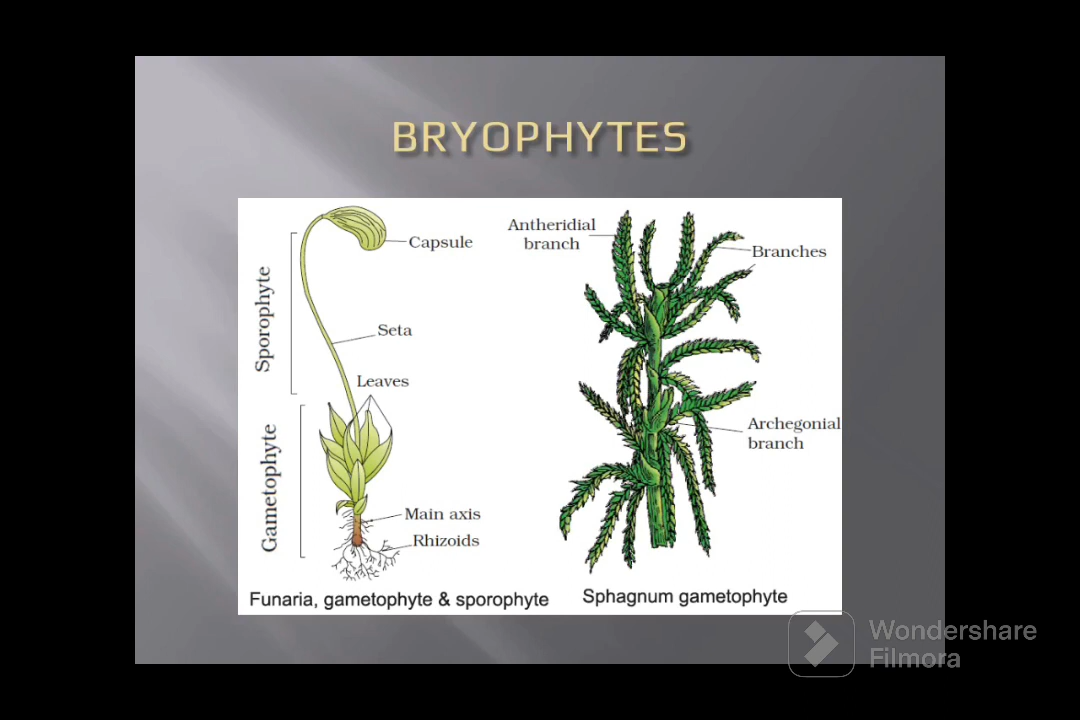 BRYOPHYTES
Capsule
Sporophyte
Seta
Leaves
Gametophyte
Main axis
Rhizoids
Funaria, gametophyte & sporophyte
Antheridial
branch
Branches
Archegonial
branch
Sphagnum gametophyte
Wondershare
Filmora